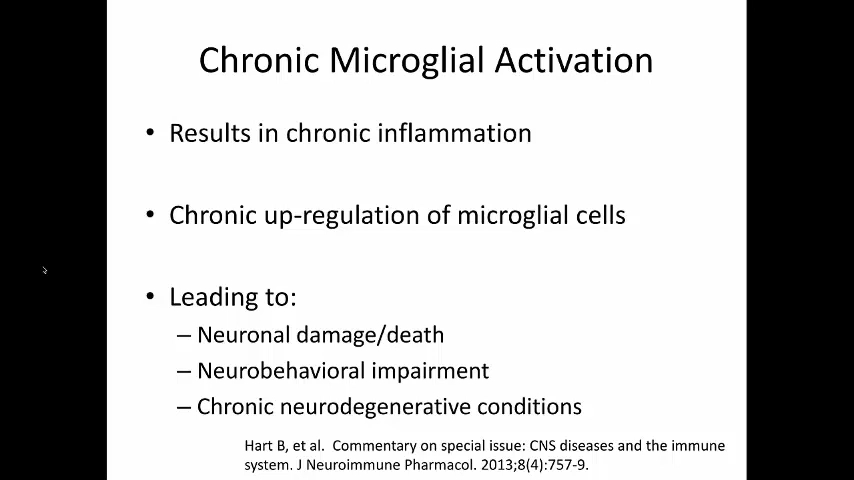 Chronic Microglial Activation
• Results in chronic inflammation
• Chronic up-regulation of microglial cells
• Leading to:
– Neuronal damage/death
– Neurobehavioral impairment
– Chronic neurodegenerative conditions
Hart B, et al.  Commentary on special issue: CNS diseases and the immune
system. J Neuroimmune Pharmacol. 2013;8(4):757-9.